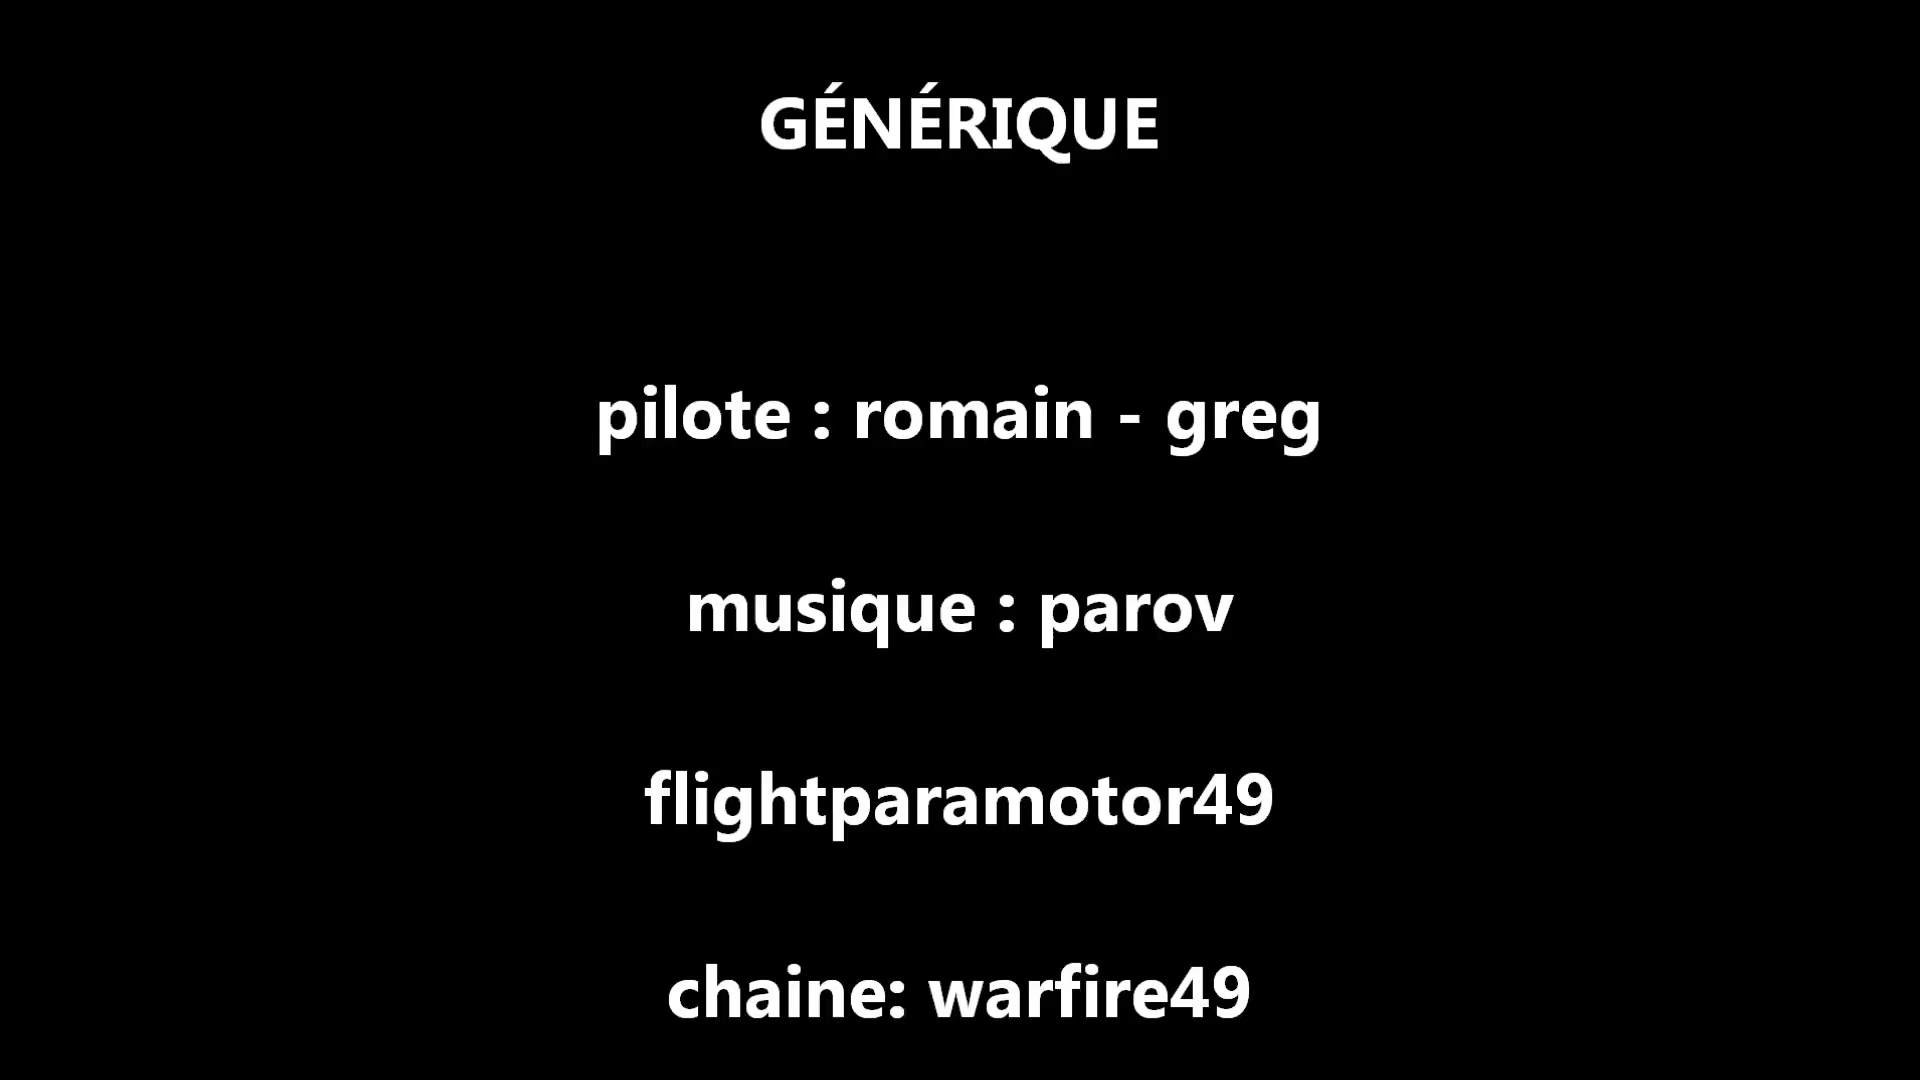 GÉNÉRIQUE
pilote : romain - greg
musique : parov
flightparamotor49
chaine: warfire49